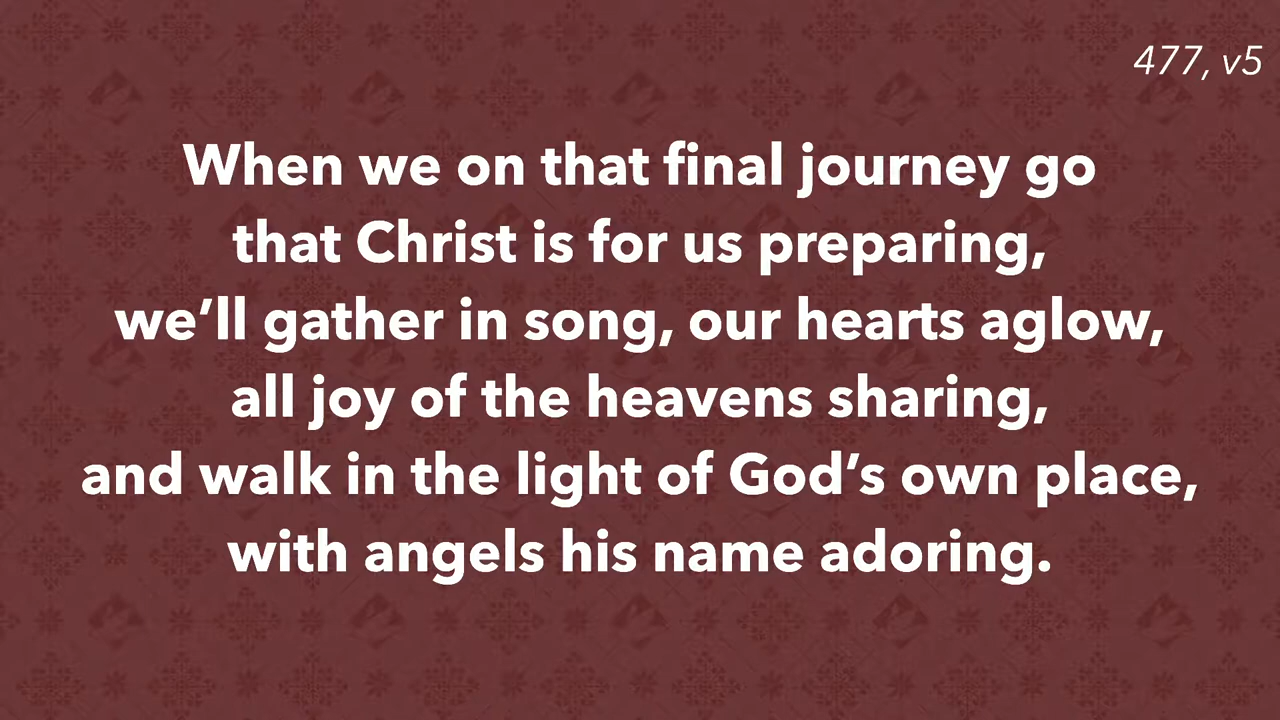 477, v5
When we on that final journey go
that Christ is for us preparing,
we’ll gather in song, our hearts aglow,
all joy of the heavens sharing,
and walk in the light of God’s own place,
with angels his name adoring.